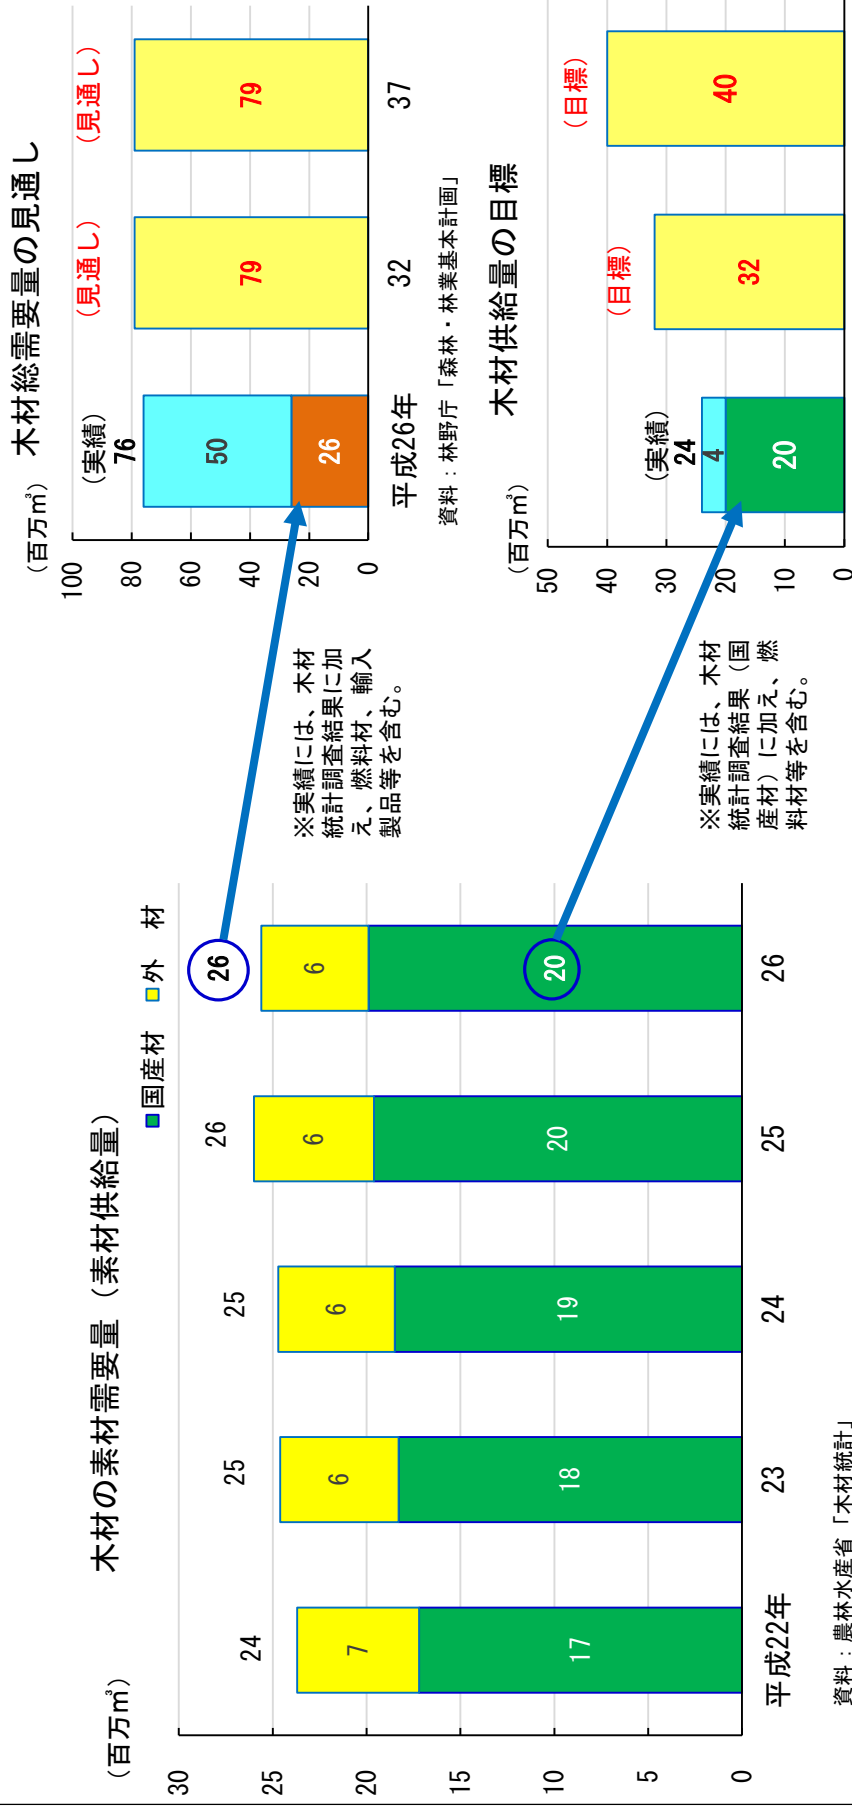 木材の素材需要量（素材供給量）
（百万㎥）
■国産材 ■外　材
30
25
20
15
10
5
0
24
7
17
25
6
18
25
6
19
26
6
20
26
6
20
平成22年
23
24
25
26
資料：農林水産省「木材統計」
※実績には、木材
統計調査結果に加
え、燃料材、輸入
製品等を含む。
※実績には、木材
統計調査結果（国
産材）に加え、燃
料材等を含む。
木材総需要量の見通し
（百万㎥）
100
80
60
40
20
0
（実績）
76
50
26
（見通し）
79
（見通し）
79
平成26年
32
37
資料：林野庁「森林・林業基本計画」
木材供給量の目標
（百万㎥）
50
40
30
20
10
0
（実績）
24
4
20
（目標）
32
（目標）
40